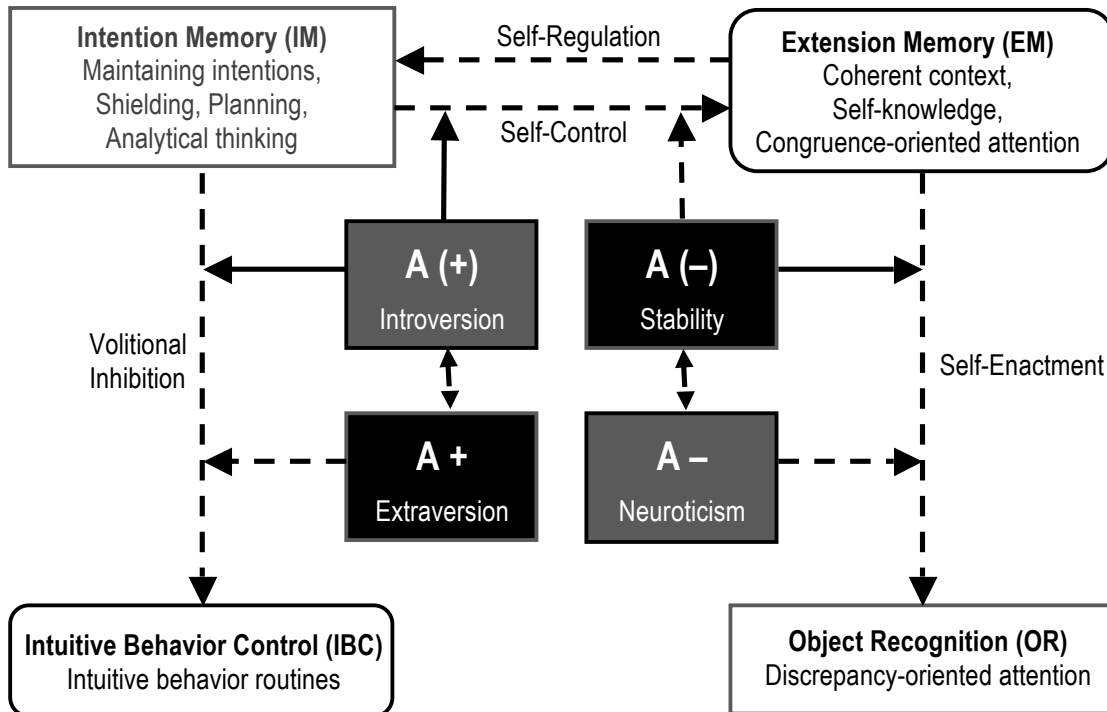 Intention Memory (IM)
Maintaining intentions,
Shielding, Planning,
Analytical thinking
Self-Regulation
Self-Control
Extension Memory (EM)
Coherent context,
Self-knowledge,
Congruence-oriented attention
A (+)
Introversion
A (–)
Stability
Volitional
Inhibition
Self-Enactment
A +
Extraversion
A –
Neuroticism
Intuitive Behavior Control (IBC)
Intuitive behavior routines
Object Recognition (OR)
Discrepancy-oriented attention